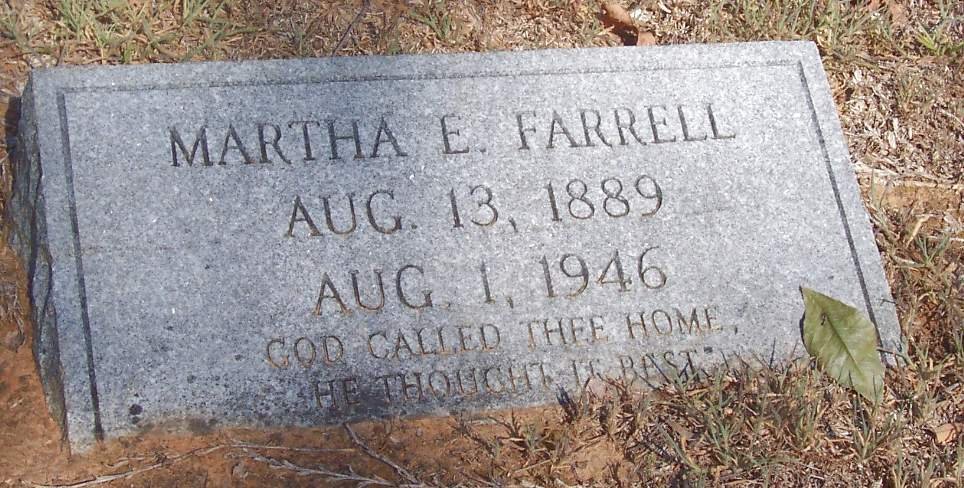 MARTHA E. FARRELL
AUG. 13, 1889
AUG. 1, 1946
GOD CALLED THEE HOME,
HE THOUGHT IT BEST